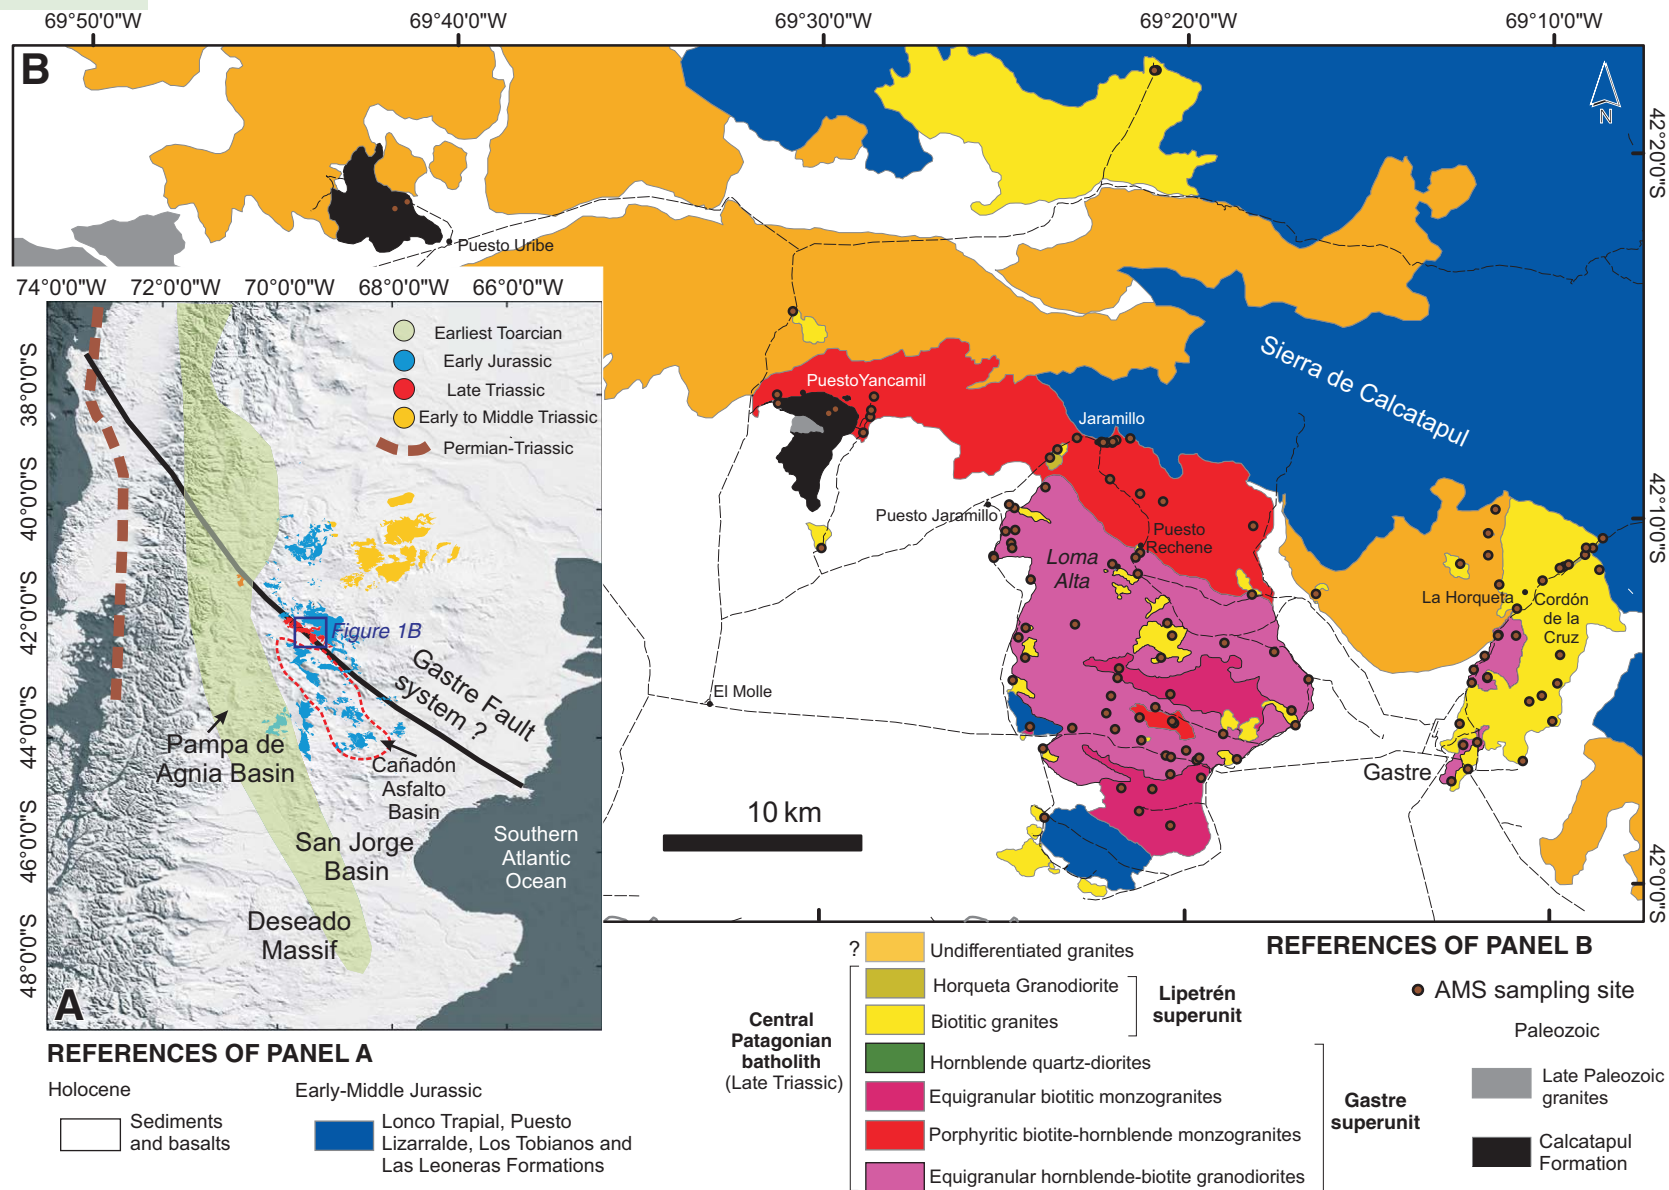 69°50'0"W
69°40'0"W
69°30'0"W
69°20'0"W
69°10'0"W
B
N
42°20'0"S
42°10'0"S
42°0'0"S
Puesto Uribe
PuestoYancamil
Jaramillo
Sierra de Calcatapul
Puesto Jaramillo
Puesto
Rechene
Loma
Alta
La Horqueta
Cordón
de la
Cruz
El Molle
Gastre
10 km
74°0'0"W
72°0'0"W
70°0'0"W
68°0'0"W
66°0'0"W
38°0'0"S
40°0'0"S
42°0'0"S
44°0'0"S
46°0'0"S
48°0'0"S
Earliest Toarcian
Early Jurassic
Late Triassic
Early to Middle Triassic
Permian-Triassic
Figure 1B
Gastre Fault
system ?
Pampa de
Agnia Basin
Cañadón
Asfalto
Basin
San Jorge
Basin
Southern
Atlantic
Ocean
Deseado
Massif
A
REFERENCES OF PANEL A
Holocene
Sediments
and basalts
Early-Middle Jurassic
Lonco Trapial, Puesto
Lizarralde, Los Tobianos and
Las Leoneras Formations
REFERENCES OF PANEL B
?
Undifferentiated granites
Horqueta Granodiorite
Biotitic granites
Lipetrén
superunit
Central
Patagonian
batholith
(Late Triassic)
Hornblende quartz-diorites
Equigranular biotitic monzogranites
Porphyritic biotite-hornblende monzogranites
Equigranular hornblende-biotite granodiorites
Gastre
superunit
AMS sampling site
Paleozoic
Late Paleozoic
granites
Calcatapul
Formation